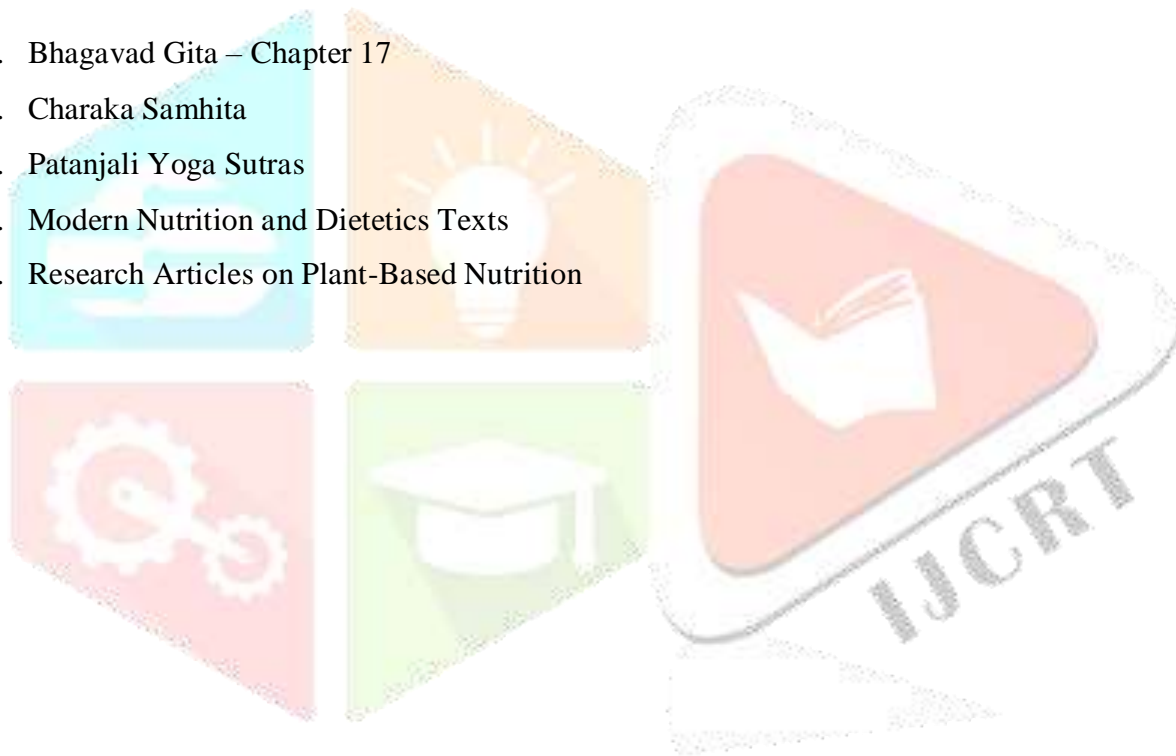 . Bhagavad Gita – Chapter 17
. Charaka Samhita
. Patanjali Yoga Sutras
. Modern Nutrition and Dietetics Texts
. Research Articles on Plant-Based Nutrition
IJCRT